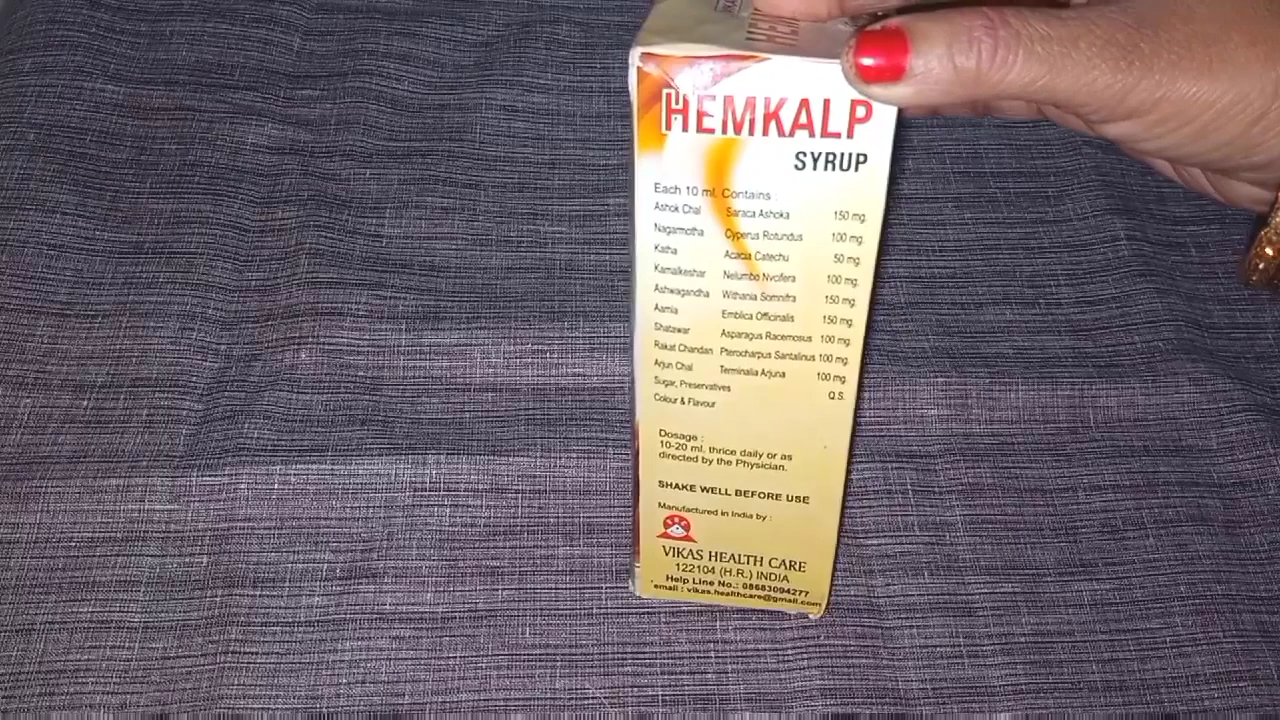 HEMKALP
SYRUP
Each 10 ml. Contains :
Ashok Chal Saraca Ashoka 150 mg.
Nagarmotha Cyperus Rotundus 100 mg.
Katha Acacia Catechu 50 mg.
Kamalkeshar Nelumbo Nvcifera 100 mg.
Ashwagandha Withania Somnifra 150 mg.
Aamla Emblica Officinalis 150 mg.
Shatawar Asparagus Racemosus 100 mg.
Rakat Chandan Pterocharpus Santalinus 100 mg.
Arjun Chal Terminalia Arjuna 100 mg.
Sugar, Preservatives Q.S.
Colour & Flavour
Dosage :
10-20 ml. thrice daily or as
directed by the Physician.
SHAKE WELL BEFORE USE
Manufactured in India by :
VIKAS HEALTH CARE
122104 (H.R.) INDIA
Help Line No.: 08683094277
email : vikas.healthcare@gmail.com